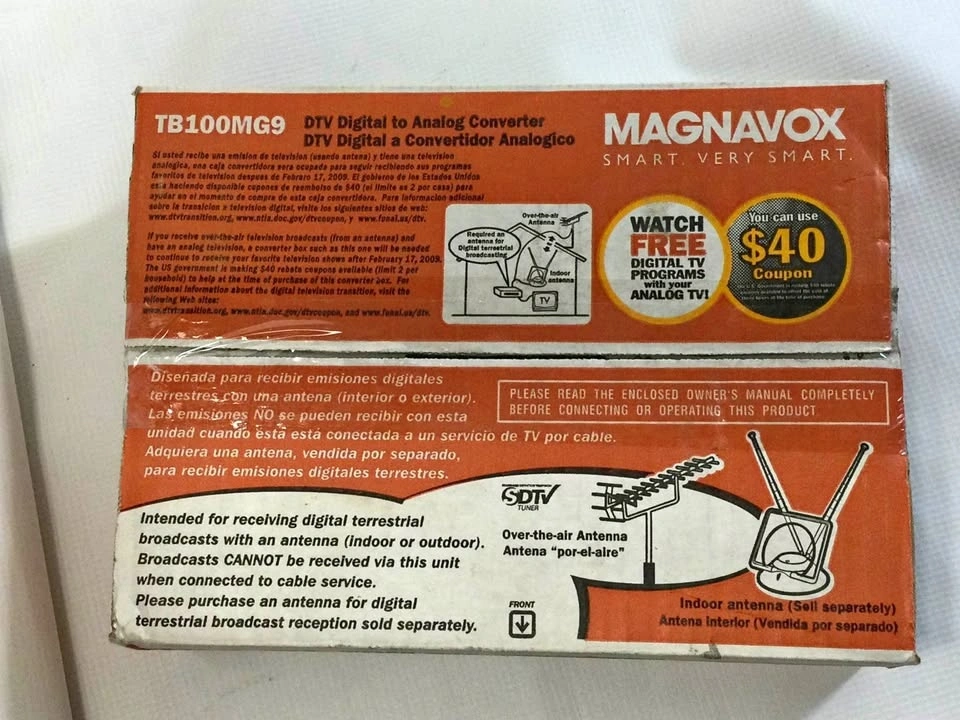 TB100MG9
DTV Digital to Analog Converter
DTV Digital a Convertidor Analogico
MAGNAVOX
SMART. VERY SMART.
Si usted recibe una emision de television (usando antena) y tiene una television
analogica, una caja convertidora sera ocupada para seguir recibiendo sus programas
favoritos de television despues de Febraro 17, 2009. El gobierno de los Estados Unidos
esta haciendo disponible cupones de reembolso de $40 (el limite es 2 por casa) para
ayudar en el momento de compra de esta caja convertidora. Para informacion adicional
sobre la transicion a television digital, visite los siguientes sitios de web:
www.dtvtransition.org, www.ntia.doc.gov/dtvcoupon, y www.fonal.us/dtv.
If you receive over-the-air television broadcasts (from an antenna) and
have an analog television, a converter box such as this one will be needed
to continue to receive your favorite television shows after February 17, 2009.
The US government is making $40 rebate coupons available (limit 2 per
household) to help at the time of purchase of this converter box. For
additional information about the digital television transition, visit the
following Web sites:
www.dtvtransition.org, www.ntia.doc.gov/dtvcoupon, and www.funai.us/dtv.
Over-the-air
Antenna
Required an
antenna for
Digital terrestrial
broadcasting
Indoor
antenna
TV
WATCH
FREE
DIGITAL TV
PROGRAMS
with your
ANALOG TV!
You can use
$40
Coupon
Diseñada para recibir emisiones digitales
terrestres con una antena (interior o exterior).
Las emisiones NO se pueden recibir con esta
unidad cuando esta está conectada a un servicio de TV por cable.
Adquiera una antena, vendida por separado,
para recibir emisiones digitales terrestres.
PLEASE READ THE ENCLOSED OWNER'S MANUAL COMPLETELY
BEFORE CONNECTING OR OPERATING THIS PRODUCT
SDTV
TUNER
Intended for receiving digital terrestrial
broadcasts with an antenna (indoor or outdoor).
Broadcasts CANNOT be received via this unit
when connected to cable service.
Please purchase an antenna for digital
terrestrial broadcast reception sold separately.
Over-the-air Antenna
Antena "por-el-aire"
FRONT
Indoor antenna (Sell separately)
Antena interior (Vendida por separado)